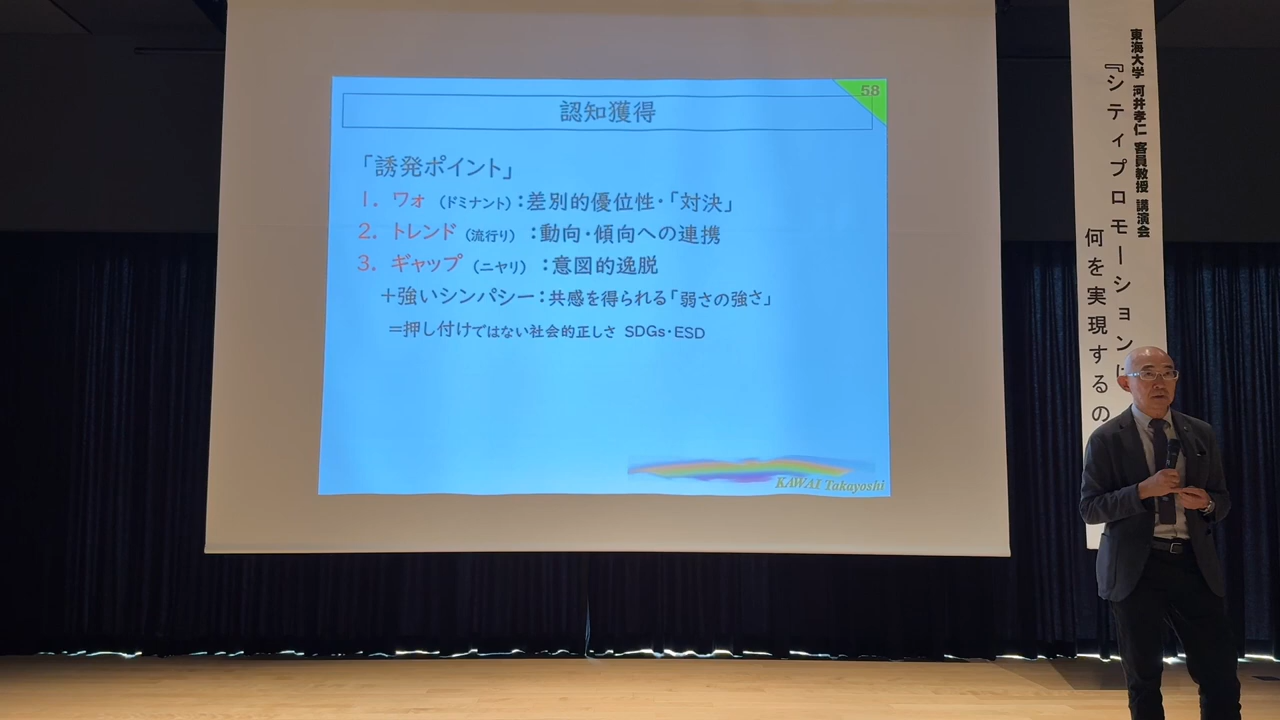 58
認知獲得
「誘発ポイント」
1. ワォ（ドミナント）：差別的優位性・「対決」
2. トレンド（流行り）：動向・傾向への連携
3. ギャップ（ニヤリ）：意図的逸脱
＋強いシンパシー：共感を得られる「弱さの強さ」
＝押し付けではない社会的正しさ SDGs・ESD
KAWAI Takayoshi
東海大学 河井孝仁 客員教授 講演会
『シティプロモーションに
何を実現するの